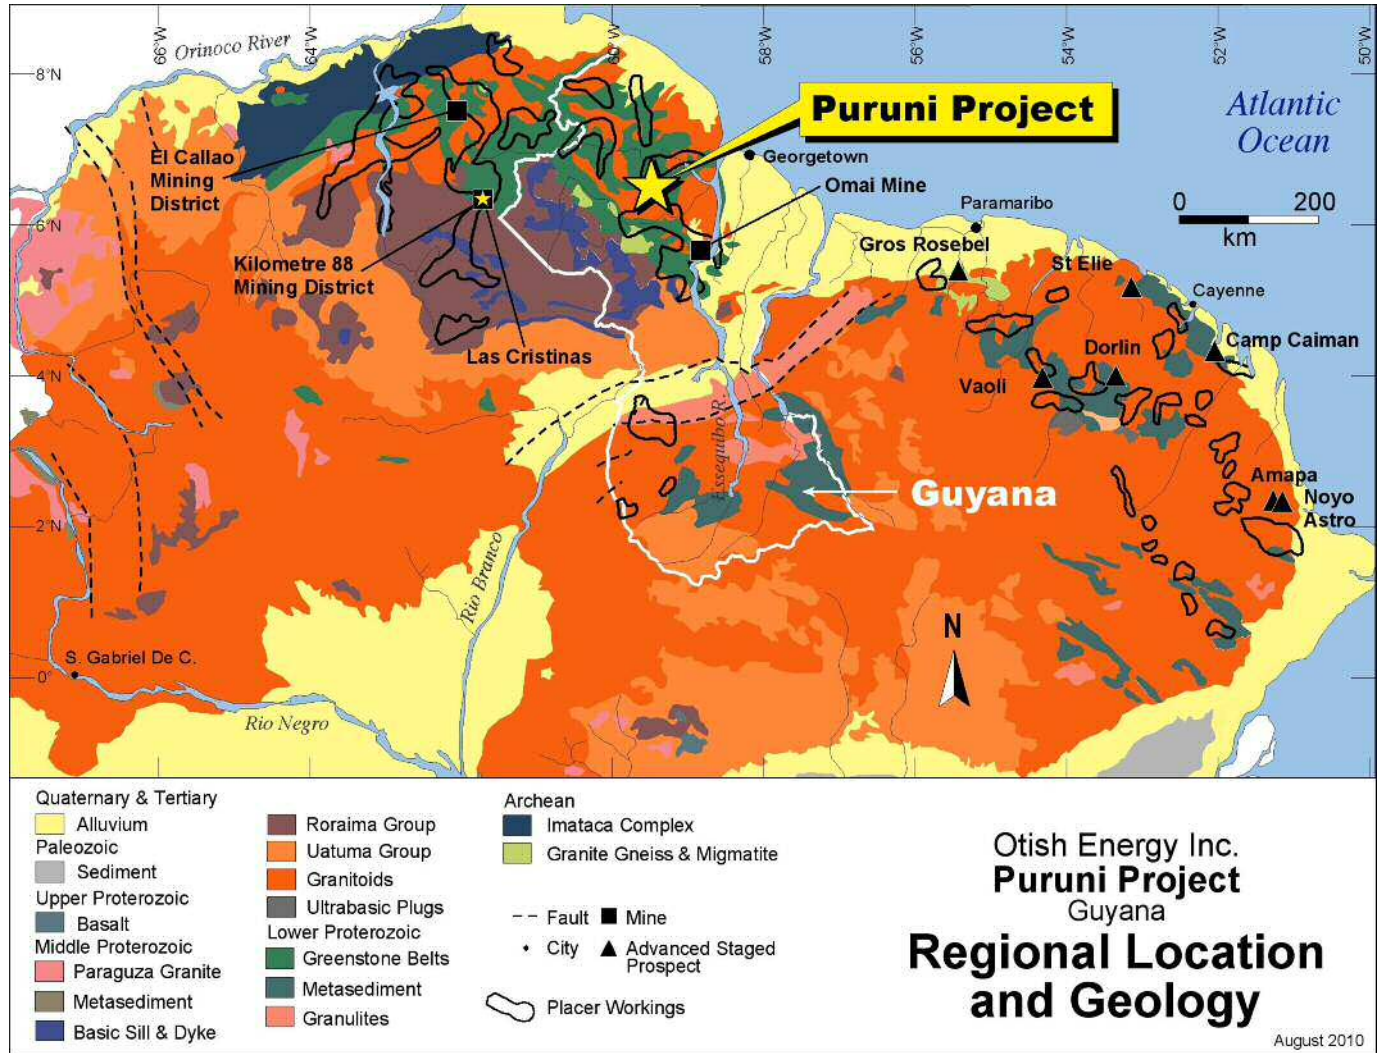 66°W
64°W
60°W
58°W
56°W
54°W
52°W
50°W
Orinoco River
8°N
6°N
4°N
2°N
0°
Puruni Project
Atlantic
Ocean
El Callao
Mining
District
Georgetown
Omai Mine
Paramaribo
0 200
km
Gros Rosebel
Kilometre 88
Mining District
St Elie
Cayenne
Las Cristinas
Dorlin
Camp Caiman
Vaoli
Essequibo R.
Guyana
Amapa
Noyo
Astro
Rio Branco
N
S. Gabriel De C.
Rio Negro
Quaternary & Tertiary
Alluvium
Paleozoic
Sediment
Upper Proterozoic
Basalt
Middle Proterozoic
Paraguza Granite
Metasediment
Basic Sill & Dyke
Roraima Group
Uatuma Group
Granitoids
Ultrabasic Plugs
Lower Proterozoic
Greenstone Belts
Metasediment
Granulites
Archean
Imataca Complex
Granite Gneiss & Migmatite
Fault
Mine
City
Advanced Staged
Prospect
Placer Workings
Otish Energy Inc.
Puruni Project
Guyana
Regional Location
and Geology
August 2010